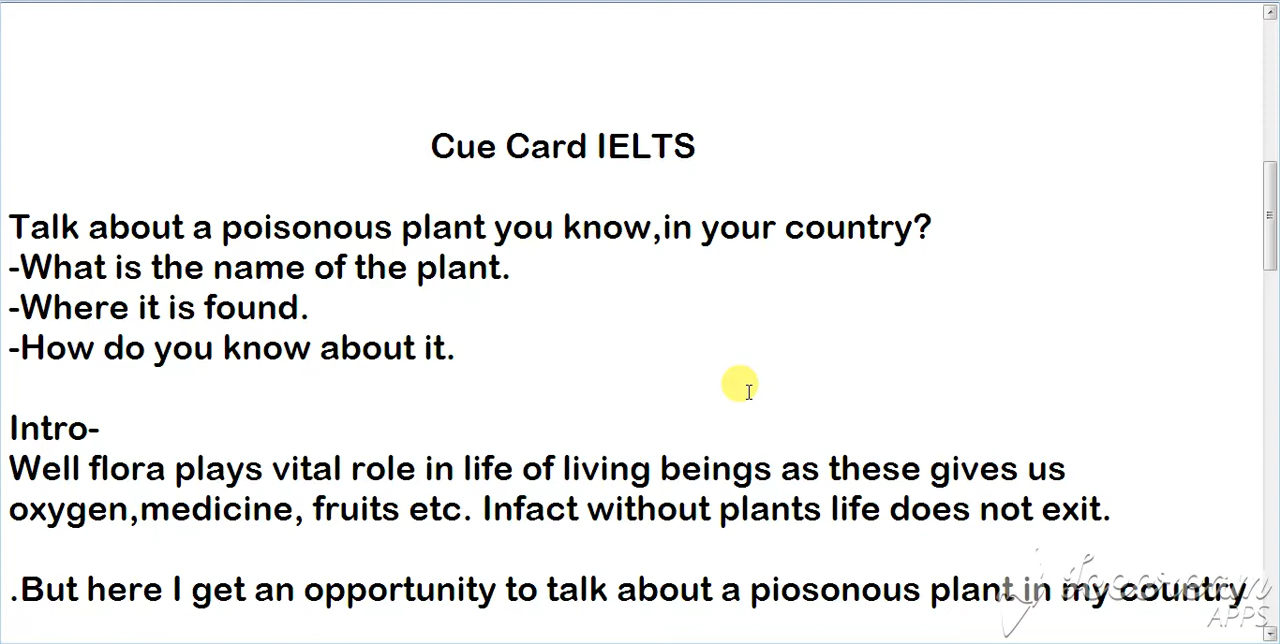 Cue Card IELTS
Talk about a poisonous plant you know,in your country?
-What is the name of the plant.
-Where it is found.
-How do you know about it.
Intro-
Well flora plays vital role in life of living beings as these gives us
oxygen,medicine, fruits etc. Infact without plants life does not exit.
.But here I get an opportunity to talk about a piosonous plant in my country
APPS